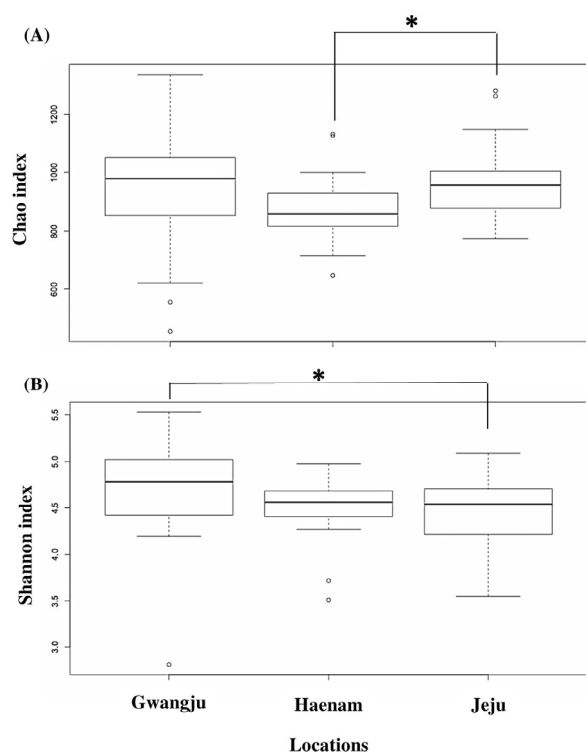 (A)
*
Chao index
1200
1000
800
600
(B)
*
Shannon index
5.5
5.0
4.5
4.0
3.5
3.0
Gwangju Haenam Jeju
Locations